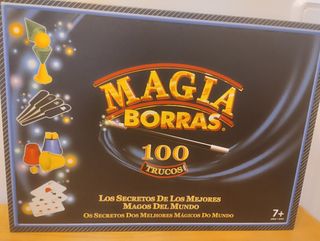 MAGIA
BORRAS®
100
TRUCOS
LOS SECRETOS DE LOS MEJORES
MAGOS DEL MUNDO
OS SECRETOS DOS MELHORES MÁGICOS DO MUNDO
7+